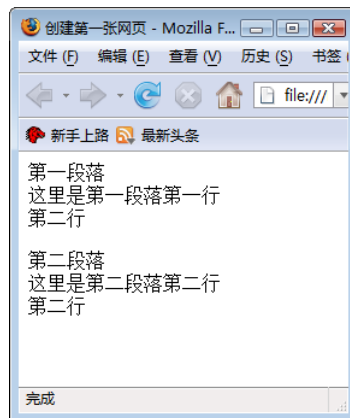 创建第一张网页 - Mozilla F...
文件 (F) 编辑 (E) 查看 (V) 历史 (S) 书签 (
file:///
新手上路 最新头条
第一段落
这里是第一段落第一行
第二行
第二段落
这里是第二段落第二行
第二行
完成